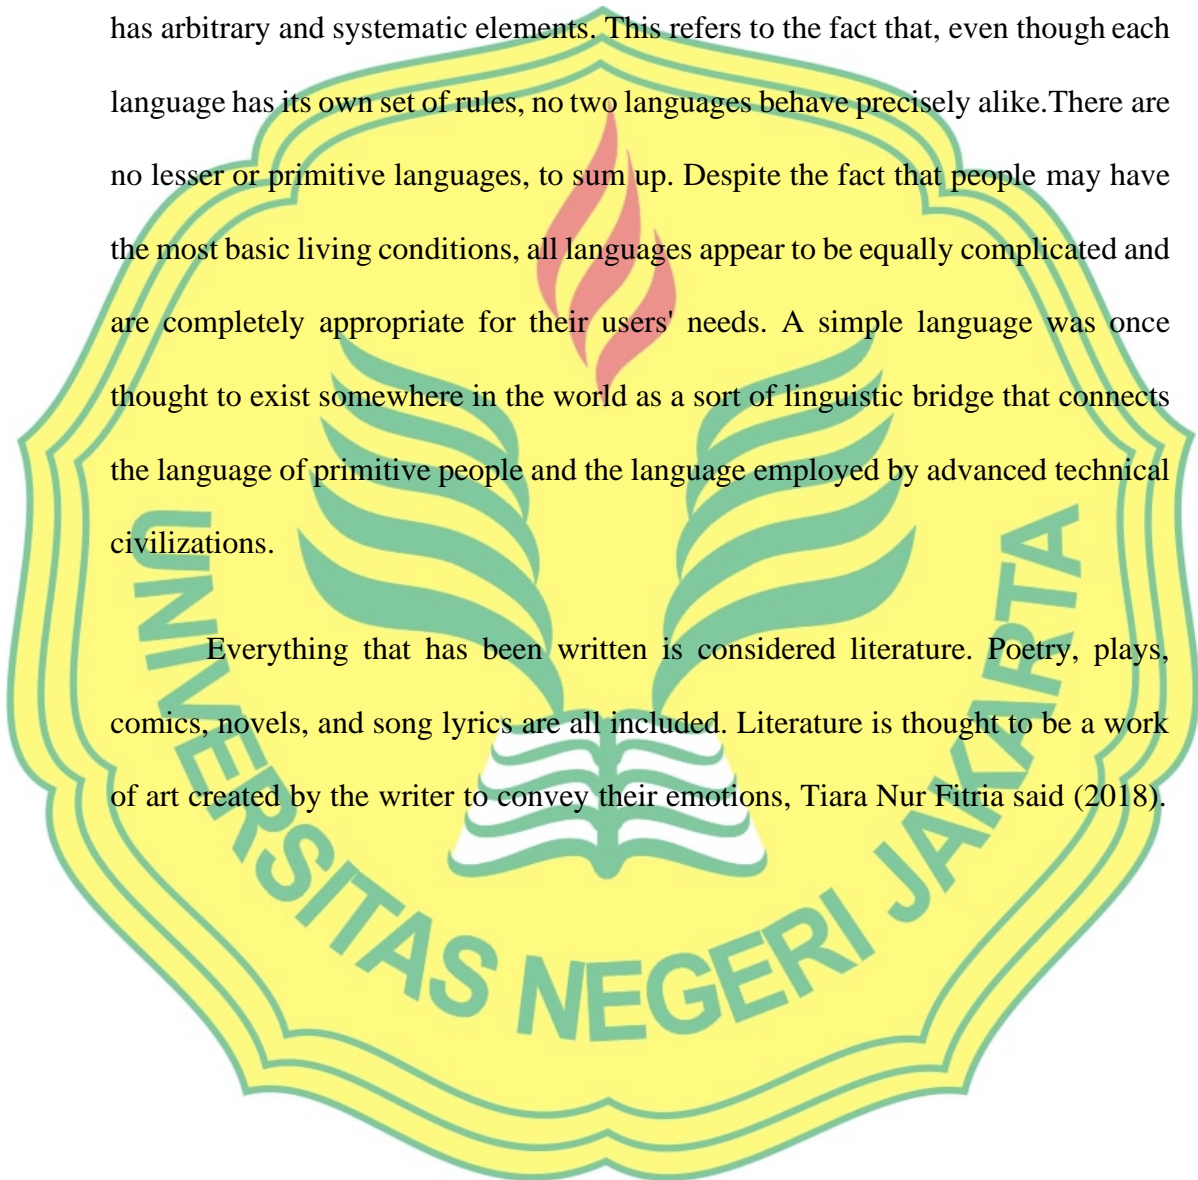 has arbitrary and systematic elements. This refers to the fact that, even though each
language has its own set of rules, no two languages behave precisely alike.There are
no lesser or primitive languages, to sum up. Despite the fact that people may have
the most basic living conditions, all languages appear to be equally complicated and
are completely appropriate for their users' needs. A simple language was once
thought to exist somewhere in the world as a sort of linguistic bridge that connects
the language of primitive people and the language employed by advanced technical
civilizations.
Everything that has been written is considered literature. Poetry, plays,
comics, novels, and song lyrics are all included. Literature is thought to be a work
of art created by the writer to convey their emotions, Tiara Nur Fitria said (2018).
UNIVERSITAS NEGERI JAKARTA